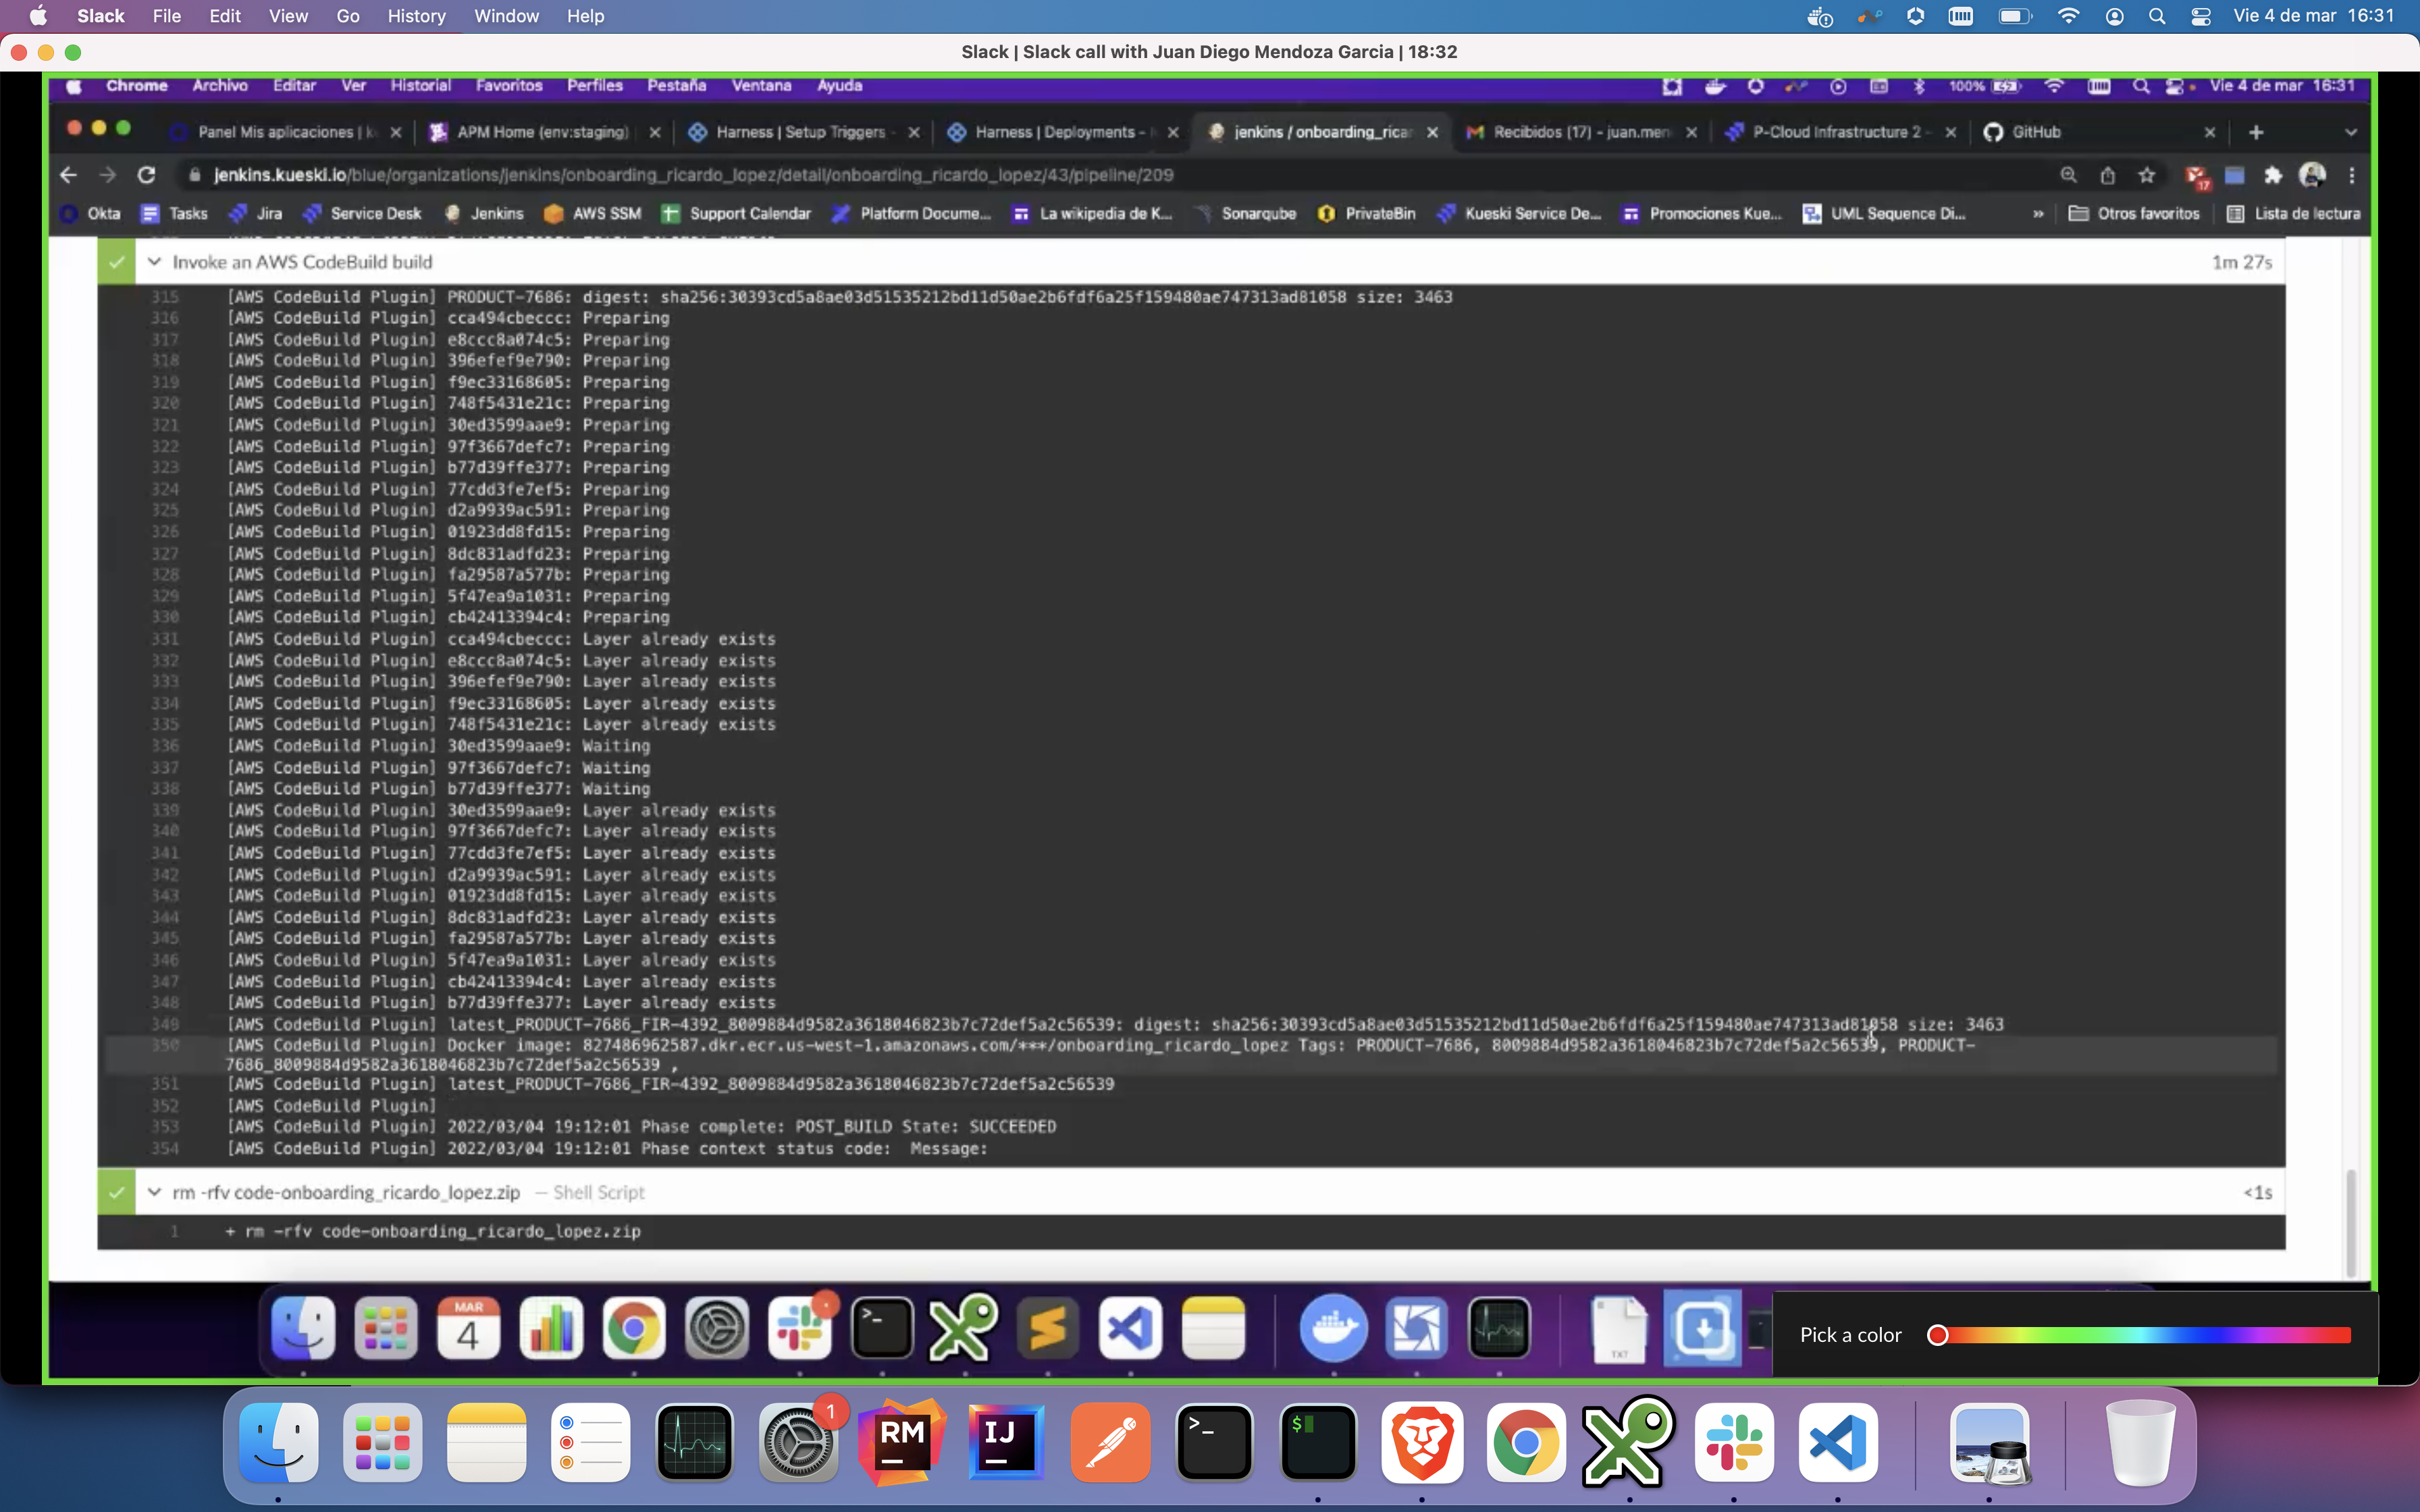 Slack File Edit View Go History Window Help Vie 4 de mar 16:31
Slack | Slack call with Juan Diego Mendoza Garcia | 18:32
Chrome Archivo Editar Ver Historial Favoritos Perfiles Pestaña Ventana Ayuda 100% Vie 4 de mar 16:31
Panel Mis aplicaciones | APM Home (env:staging) Harness | Setup Triggers - Harness | Deployments - jenkins / onboarding_ricar Recibidos (17) - juan.men P-Cloud Infrastructure 2 - GitHub
jenkins.kueski.io/blue/organizations/jenkins/onboarding_ricardo_lopez/detail/onboarding_ricardo_lopez/43/pipeline/209 17
Okta Tasks Jira Service Desk Jenkins AWS SSM Support Calendar Platform Docume... La wikipedia de K... Sonarqube PrivateBin Kueski Service De... Promociones Kue... UML Sequence Di... » Otros favoritos Lista de lectura
Invoke an AWS CodeBuild build 1m 27s
315 [AWS CodeBuild Plugin] PRODUCT-7686: digest: sha256:30393cd5a8ae03d51535212bd11d50ae2b6fdf6a25f159480ae747313ad81058 size: 3463
316 [AWS CodeBuild Plugin] cca494cbeccc: Preparing
317 [AWS CodeBuild Plugin] e8ccc8a074c5: Preparing
318 [AWS CodeBuild Plugin] 396efef9e790: Preparing
319 [AWS CodeBuild Plugin] f9ec33168605: Preparing
320 [AWS CodeBuild Plugin] 748f5431e21c: Preparing
321 [AWS CodeBuild Plugin] 30ed3599aae9: Preparing
322 [AWS CodeBuild Plugin] 97f3667defc7: Preparing
323 [AWS CodeBuild Plugin] b77d39ffe377: Preparing
324 [AWS CodeBuild Plugin] 77cdd3fe7ef5: Preparing
325 [AWS CodeBuild Plugin] d2a9939ac591: Preparing
326 [AWS CodeBuild Plugin] 01923dd8fd15: Preparing
327 [AWS CodeBuild Plugin] 8dc831adfd23: Preparing
328 [AWS CodeBuild Plugin] fa29587a577b: Preparing
329 [AWS CodeBuild Plugin] 5f47ea9a1031: Preparing
330 [AWS CodeBuild Plugin] cb42413394c4: Preparing
331 [AWS CodeBuild Plugin] cca494cbeccc: Layer already exists
332 [AWS CodeBuild Plugin] e8ccc8a074c5: Layer already exists
333 [AWS CodeBuild Plugin] 396efef9e790: Layer already exists
334 [AWS CodeBuild Plugin] f9ec33168605: Layer already exists
335 [AWS CodeBuild Plugin] 748f5431e21c: Layer already exists
336 [AWS CodeBuild Plugin] 30ed3599aae9: Waiting
337 [AWS CodeBuild Plugin] 97f3667defc7: Waiting
338 [AWS CodeBuild Plugin] b77d39ffe377: Waiting
339 [AWS CodeBuild Plugin] 30ed3599aae9: Layer already exists
340 [AWS CodeBuild Plugin] 97f3667defc7: Layer already exists
341 [AWS CodeBuild Plugin] 77cdd3fe7ef5: Layer already exists
342 [AWS CodeBuild Plugin] d2a9939ac591: Layer already exists
343 [AWS CodeBuild Plugin] 01923dd8fd15: Layer already exists
344 [AWS CodeBuild Plugin] 8dc831adfd23: Layer already exists
345 [AWS CodeBuild Plugin] fa29587a577b: Layer already exists
346 [AWS CodeBuild Plugin] 5f47ea9a1031: Layer already exists
347 [AWS CodeBuild Plugin] cb42413394c4: Layer already exists
348 [AWS CodeBuild Plugin] b77d39ffe377: Layer already exists
349 [AWS CodeBuild Plugin] latest_PRODUCT-7686_FIR-4392_8009884d9582a3618046823b7c72def5a2c56539: digest: sha256:30393cd5a8ae03d51535212bd11d50ae2b6fdf6a25f159480ae747313ad81058 size: 3463
350 [AWS CodeBuild Plugin] Docker image: 827486962587.dkr.ecr.us-west-1.amazonaws.com/***/onboarding_ricardo_lopez Tags: PRODUCT-7686, 8009884d9582a3618046823b7c72def5a2c56539, PRODUCT-
7686_8009884d9582a3618046823b7c72def5a2c56539 ,
351 [AWS CodeBuild Plugin] latest_PRODUCT-7686_FIR-4392_8009884d9582a3618046823b7c72def5a2c56539
352 [AWS CodeBuild Plugin]
353 [AWS CodeBuild Plugin] 2022/03/04 19:12:01 Phase complete: POST_BUILD State: SUCCEEDED
354 [AWS CodeBuild Plugin] 2022/03/04 19:12:01 Phase context status code: Message:
rm -rfv code-onboarding_ricardo_lopez.zip — Shell Script <1s
1 + rm -rfv code-onboarding_ricardo_lopez.zip
MAR
4
>_
TXT
Pick a color
1
RM
IJ
>_
$